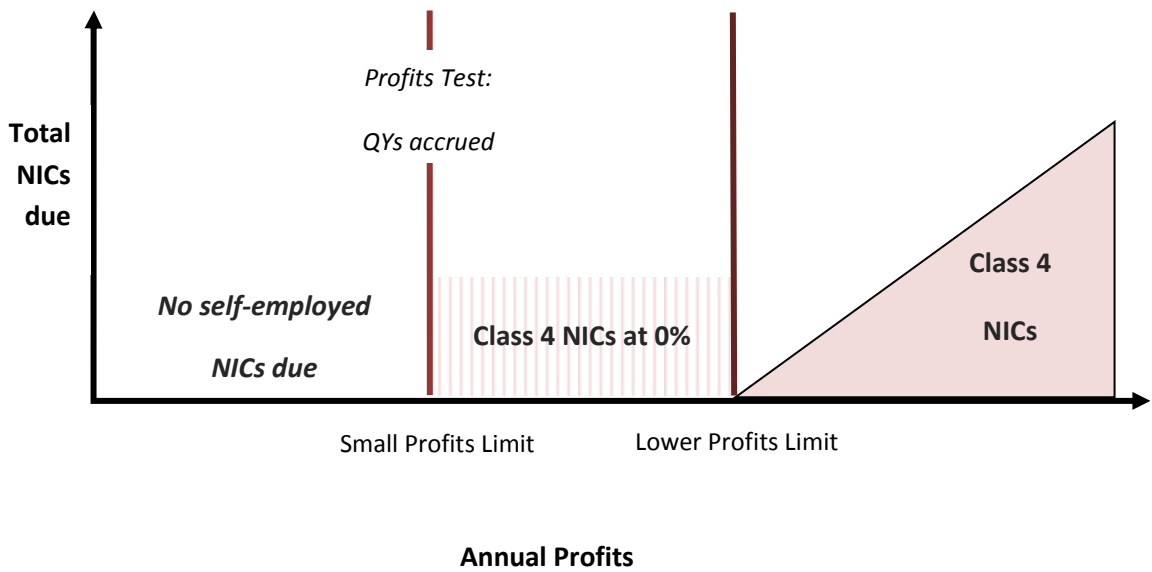 Profits Test:
QYs accrued
Total
NICs
due
No self-employed
NICs due
Class 4 NICs at 0%
Class 4
NICs
Small Profits Limit
Lower Profits Limit
Annual Profits